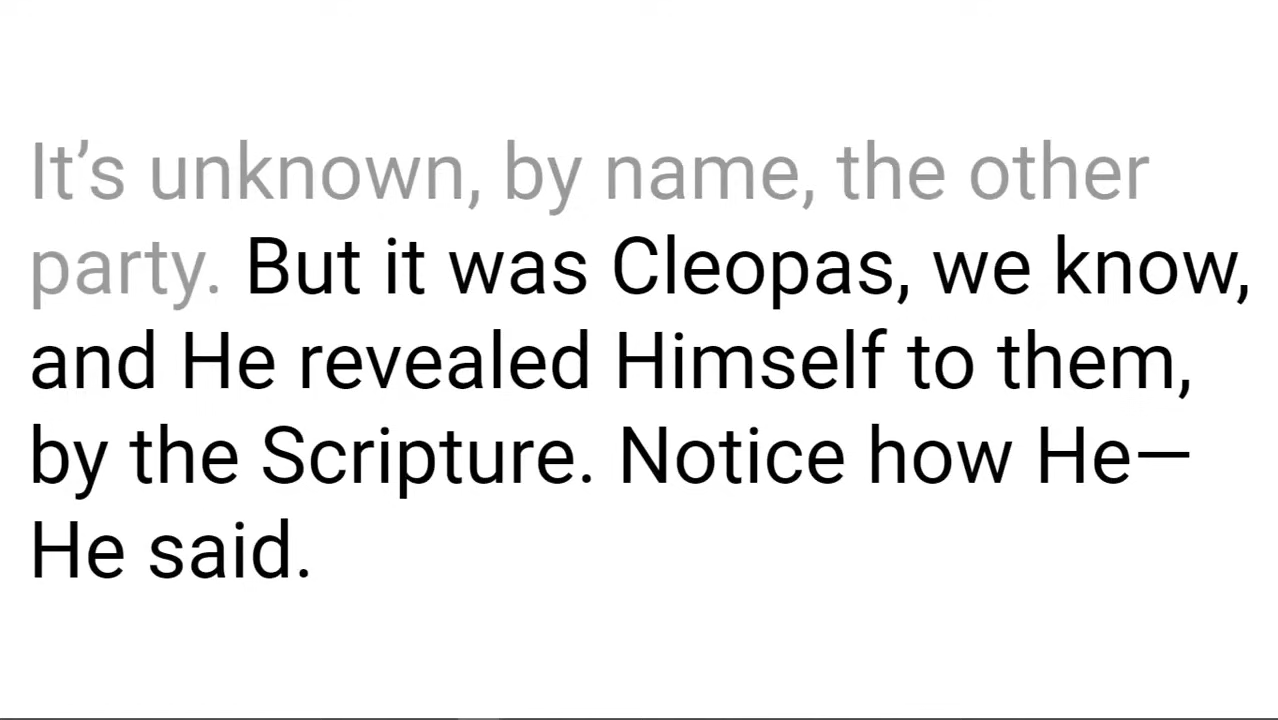 It’s unknown, by name, the other
party. But it was Cleopas, we know,
and He revealed Himself to them,
by the Scripture. Notice how He—
He said.